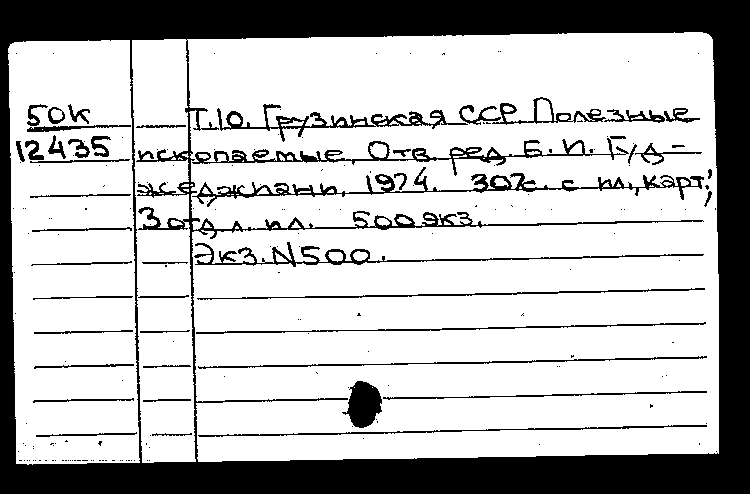 50К
12435
Т.10. Грузинская ССР. Полезные
ископаемые. Отв. ред. Б. И. Гуд-
жеджиани. 1974. 307с. с ил., карт.;
3 отд. л. ил. 500 экз.
Экз. N500.